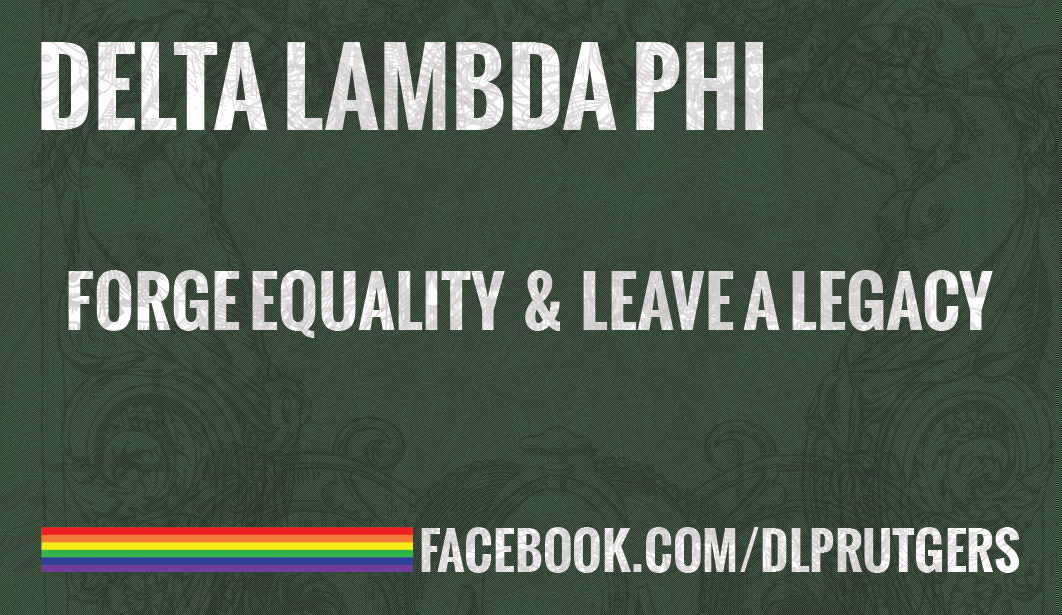 DELTA LAMBDA PHI
FORGE EQUALITY & LEAVE A LEGACY
FACEBOOK.COM/DLPRUTGERS